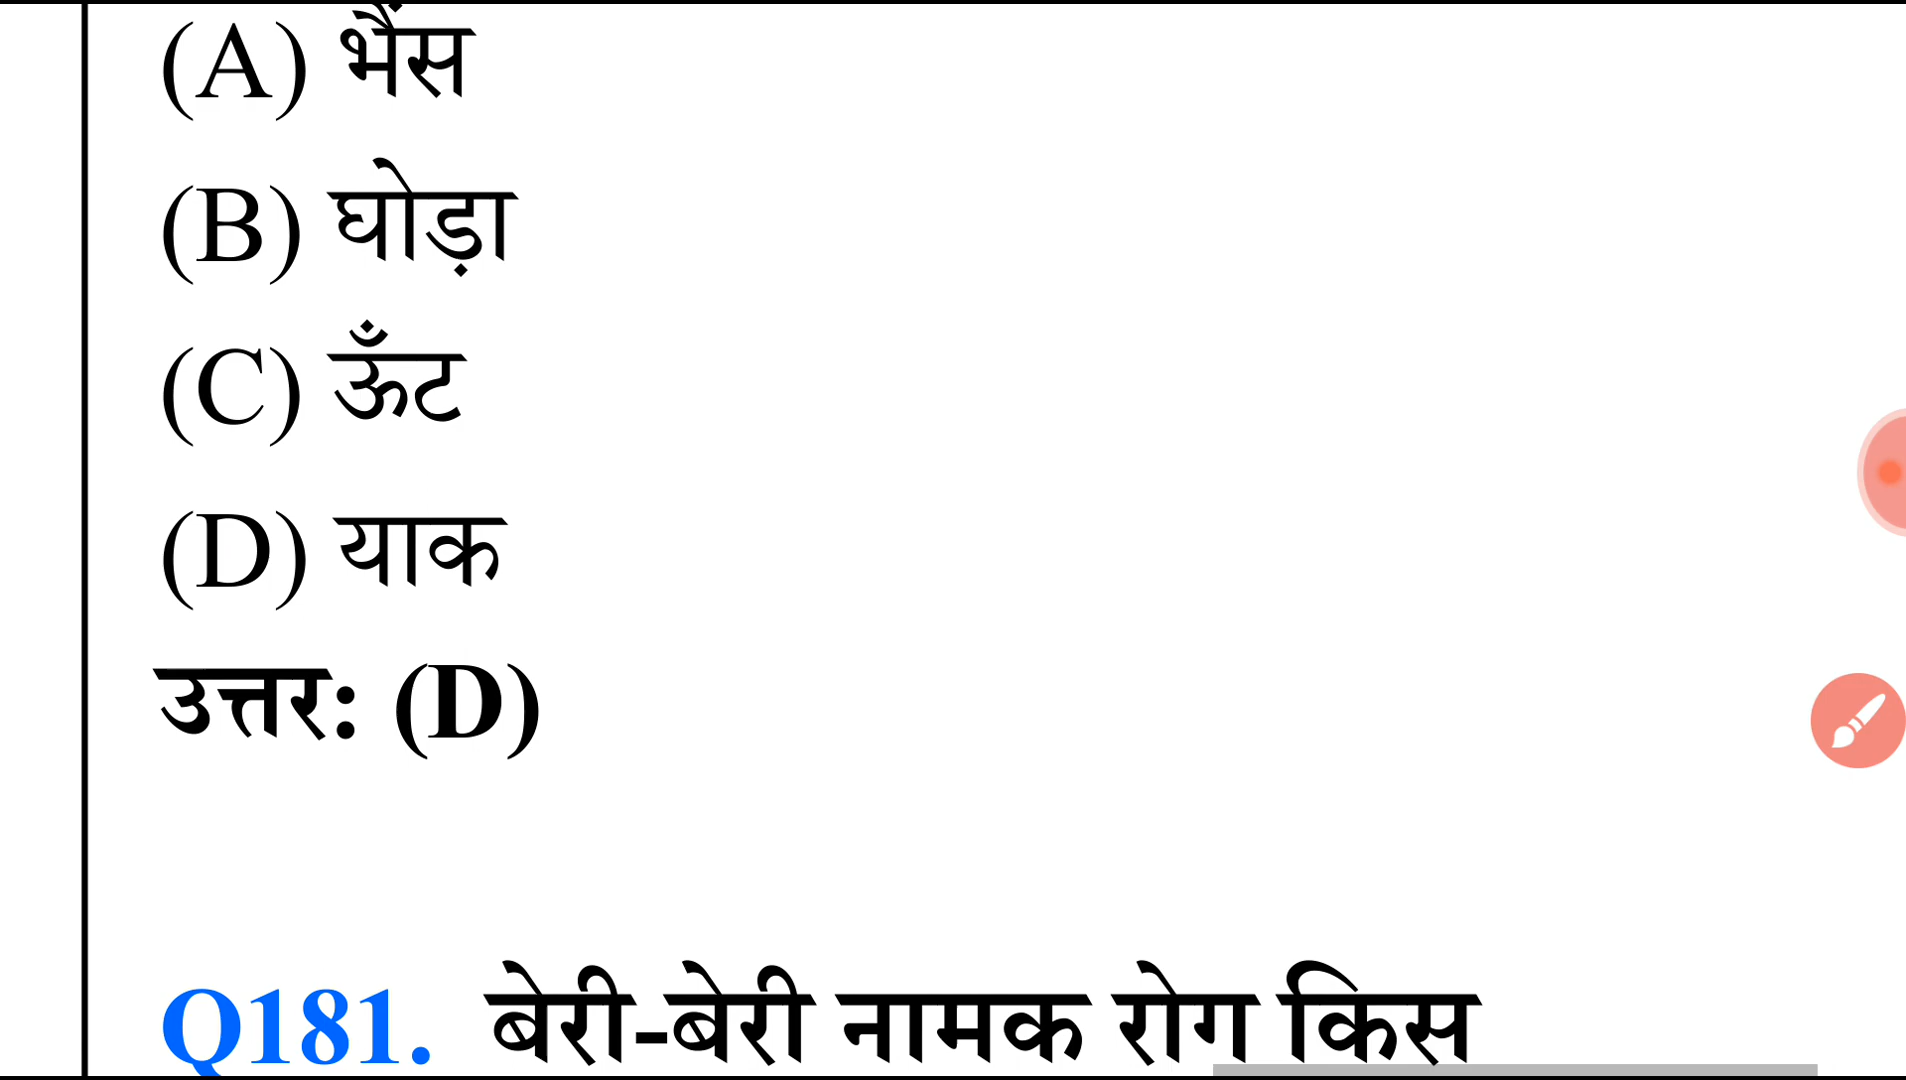 (A) भैंस
(B) घोड़ा
(C) ऊँट
(D) याक
उत्तर: (D)
Q181. बेरी-बेरी नामक रोग किस